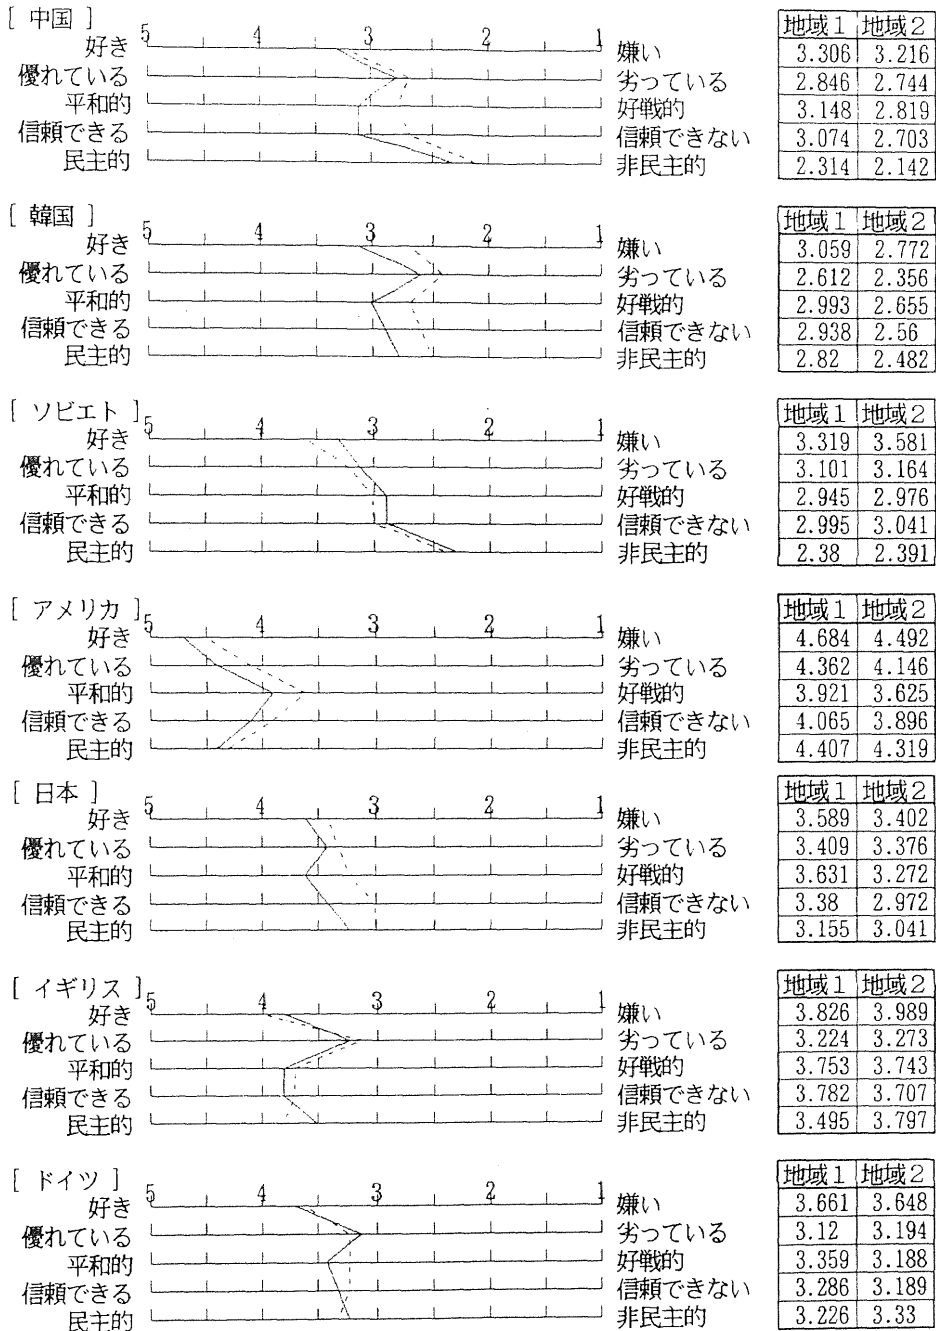 [ 中国 ]
5 4 3 2 1
地域1 地域2
好き 嫌い 3.306 3.216
優れている 劣っている 2.846 2.744
平和的 好戦的 3.148 2.819
信頼できる 信頼できない 3.074 2.703
民主的 非民主的 2.314 2.142
[ 韓国 ]
5 4 3 2 1
地域1 地域2
好き 嫌い 3.059 2.772
優れている 劣っている 2.612 2.356
平和的 好戦的 2.993 2.655
信頼できる 信頼できない 2.938 2.56
民主的 非民主的 2.82 2.482
[ ソビエト ]
5 4 3 2 1
地域1 地域2
好き 嫌い 3.319 3.581
優れている 劣っている 3.101 3.164
平和的 好戦的 2.945 2.976
信頼できる 信頼できない 2.995 3.041
民主的 非民主的 2.38 2.391
[ アメリカ ]
5 4 3 2 1
地域1 地域2
好き 嫌い 4.684 4.492
優れている 劣っている 4.362 4.146
平和的 好戦的 3.921 3.625
信頼できる 信頼できない 4.065 3.896
民主的 非民主的 4.407 4.319
[ 日本 ]
5 4 3 2 1
地域1 地域2
好き 嫌い 3.589 3.402
優れている 劣っている 3.409 3.376
平和的 好戦的 3.631 3.272
信頼できる 信頼できない 3.38 2.972
民主的 非民主的 3.155 3.041
[ イギリス ]
5 4 3 2 1
地域1 地域2
好き 嫌い 3.826 3.989
優れている 劣っている 3.224 3.273
平和的 好戦的 3.753 3.743
信頼できる 信頼できない 3.782 3.707
民主的 非民主的 3.495 3.797
[ ドイツ ]
5 4 3 2 1
地域1 地域2
好き 嫌い 3.661 3.648
優れている 劣っている 3.12 3.194
平和的 好戦的 3.359 3.188
信頼できる 信頼できない 3.286 3.189
民主的 非民主的 3.226 3.33